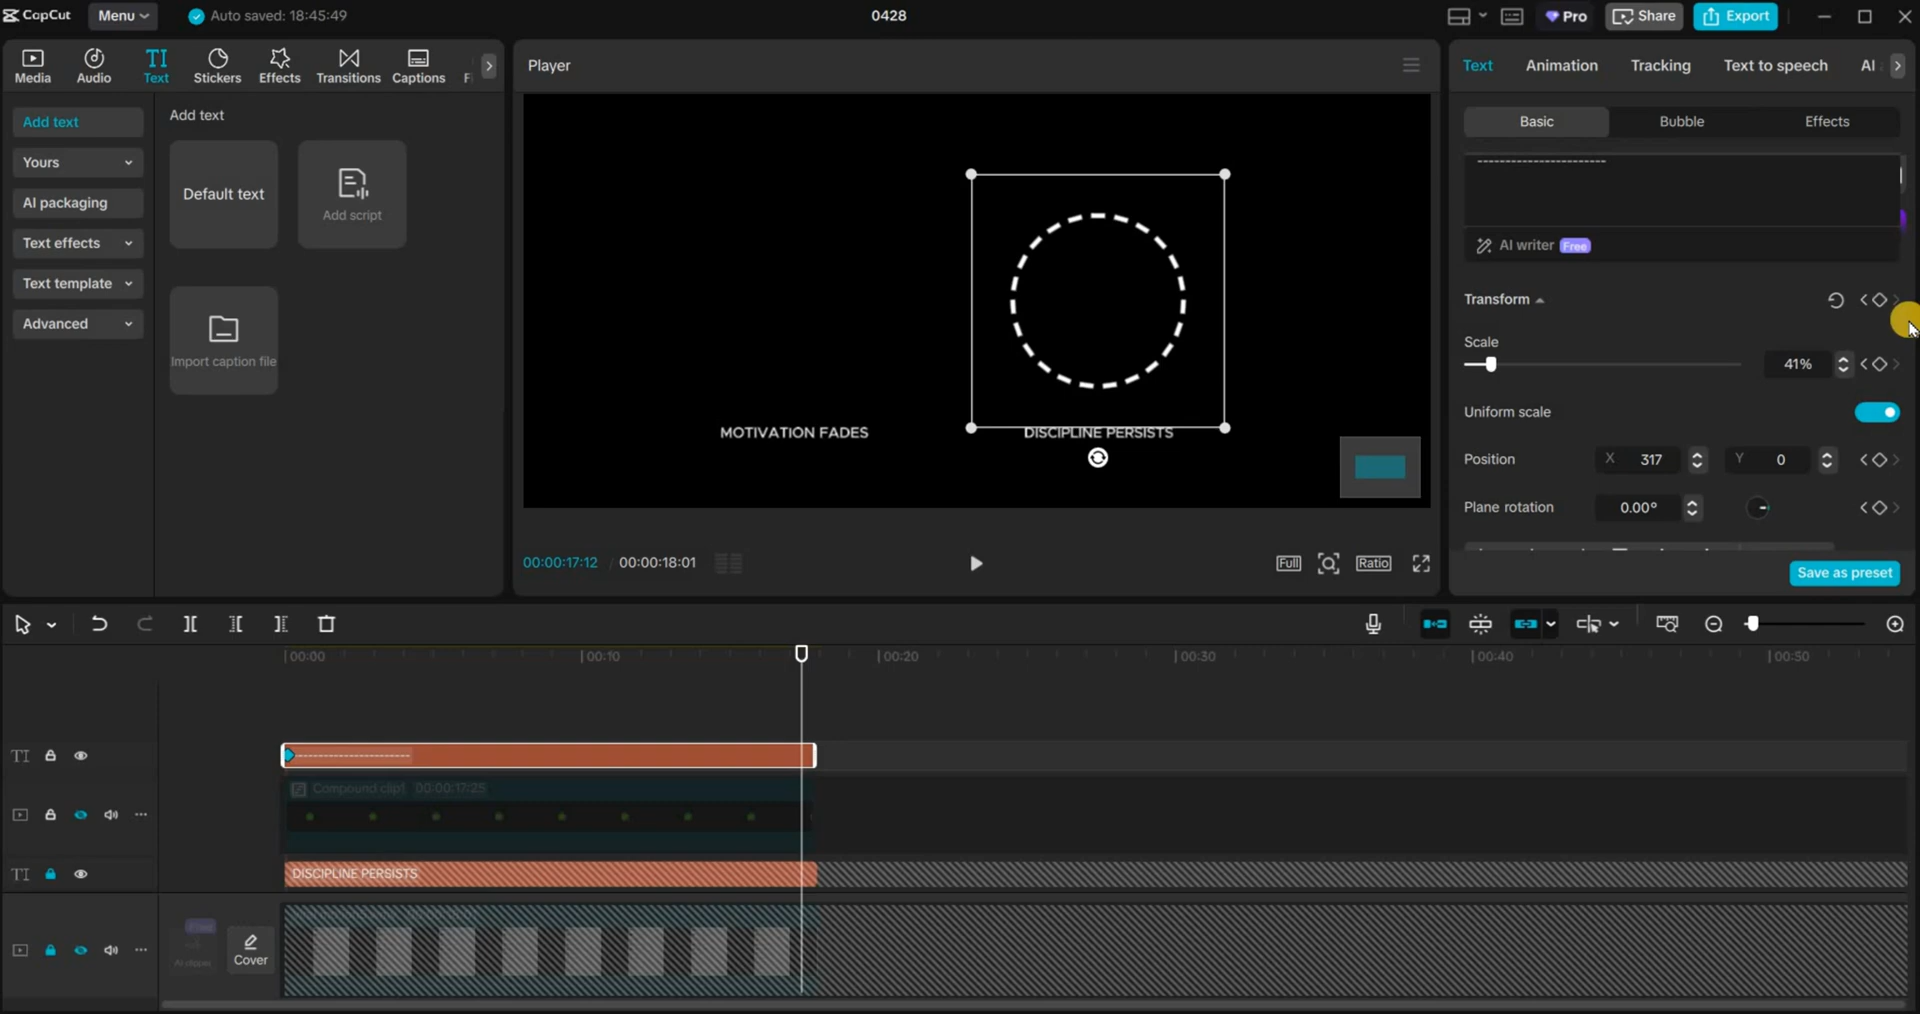 CapCut
Menu
Auto saved: 18:45:49
0428
Pro
Share
Export
Media
Audio
TI
Text
Stickers
Effects
Transitions
Captions
Add text
Yours
AI packaging
Text effects
Text template
Advanced
Add text
Default text
Add script
Import caption file
Player
MOTIVATION FADES
DISCIPLINE PERSISTS
00:00:17:12 / 00:00:18:01
Full
Ratio
Text
Animation
Tracking
Text to speech
AI
Basic
Bubble
Effects
------------------------
AI writer Free
Transform
Scale
41%
Uniform scale
Position
X 317
Y 0
Plane rotation
0.00°
Save as preset
00:00
00:10
00:20
00:30
00:40
00:50
TI
------------------------
Compound clip1 00:00:17:25
TI
DISCIPLINE PERSISTS
Cover